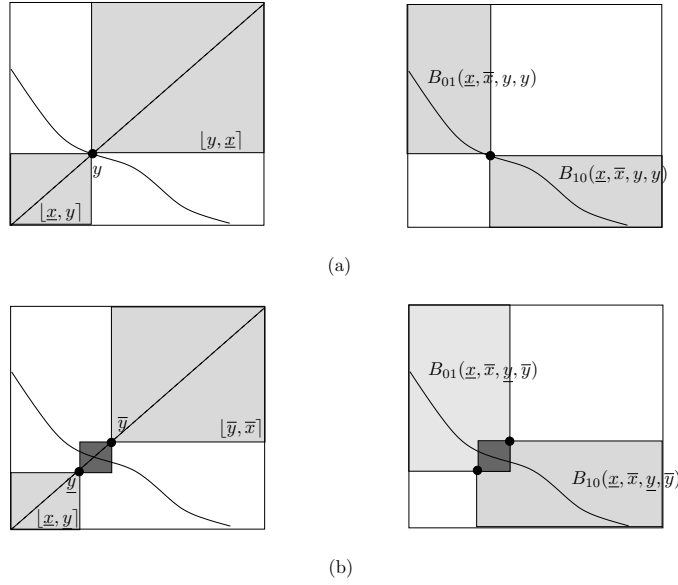 ⌊y, x̲⌉
y
⌊x̲, y⌉
B₀₁(x̲, x̅, y, y)
B₁₀(x̲, x̅, y, y)
(a)
y̅
⌊y̅, x̅⌉
y̲
⌊x̲, y̲⌉
B₀₁(x̲, x̅, y̲, y̅)
B₁₀(x̲, x̅, y̲, y̅)
(b)